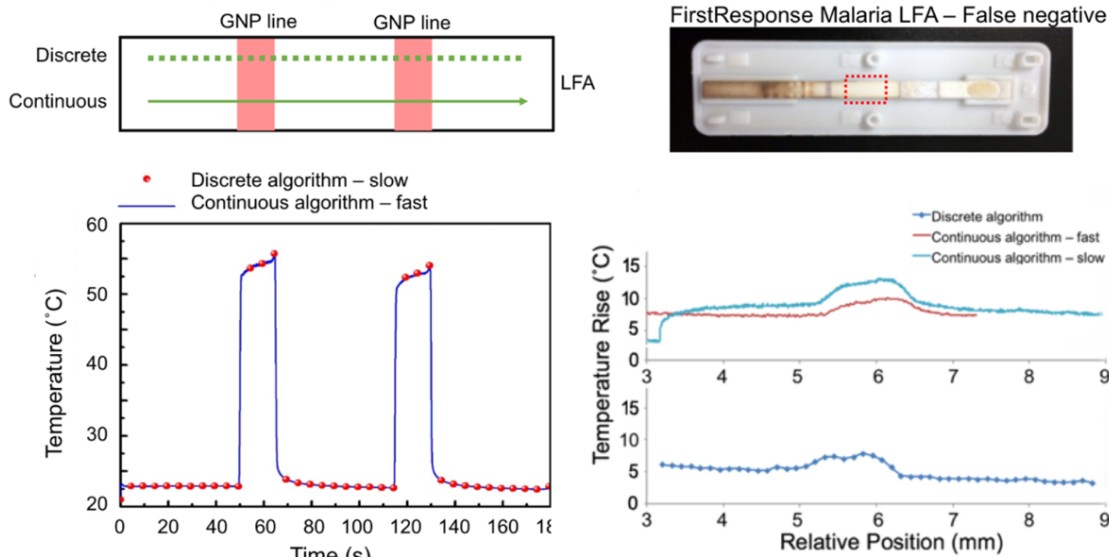 GNP line
GNP line
Discrete
Continuous
LFA
FirstResponse Malaria LFA – False negative
Discrete algorithm – slow
Continuous algorithm – fast
Temperature (˚C)
60
50
40
30
20
0
20
40
60
80
100
120
140
160
Time (s)
Discrete algorithm
Continuous algorithm – fast
Continuous algorithm – slow
Temperature Rise (˚C)
15
10
5
0
3
4
5
6
7
8
9
15
10
5
0
3
4
5
6
7
8
9
Relative Position (mm)